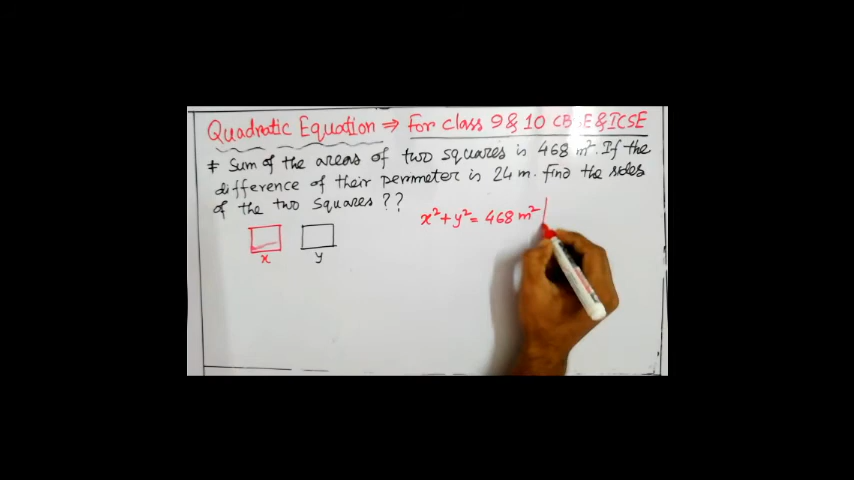 Quadratic Equation ⇒ For class 9 & 10 CBSE & ICSE
# Sum of the areas of two squares is 468 m². If the
difference of their perimeter is 24 m. find the sides
of the two squares ??
x² + y² = 468 m²
x y